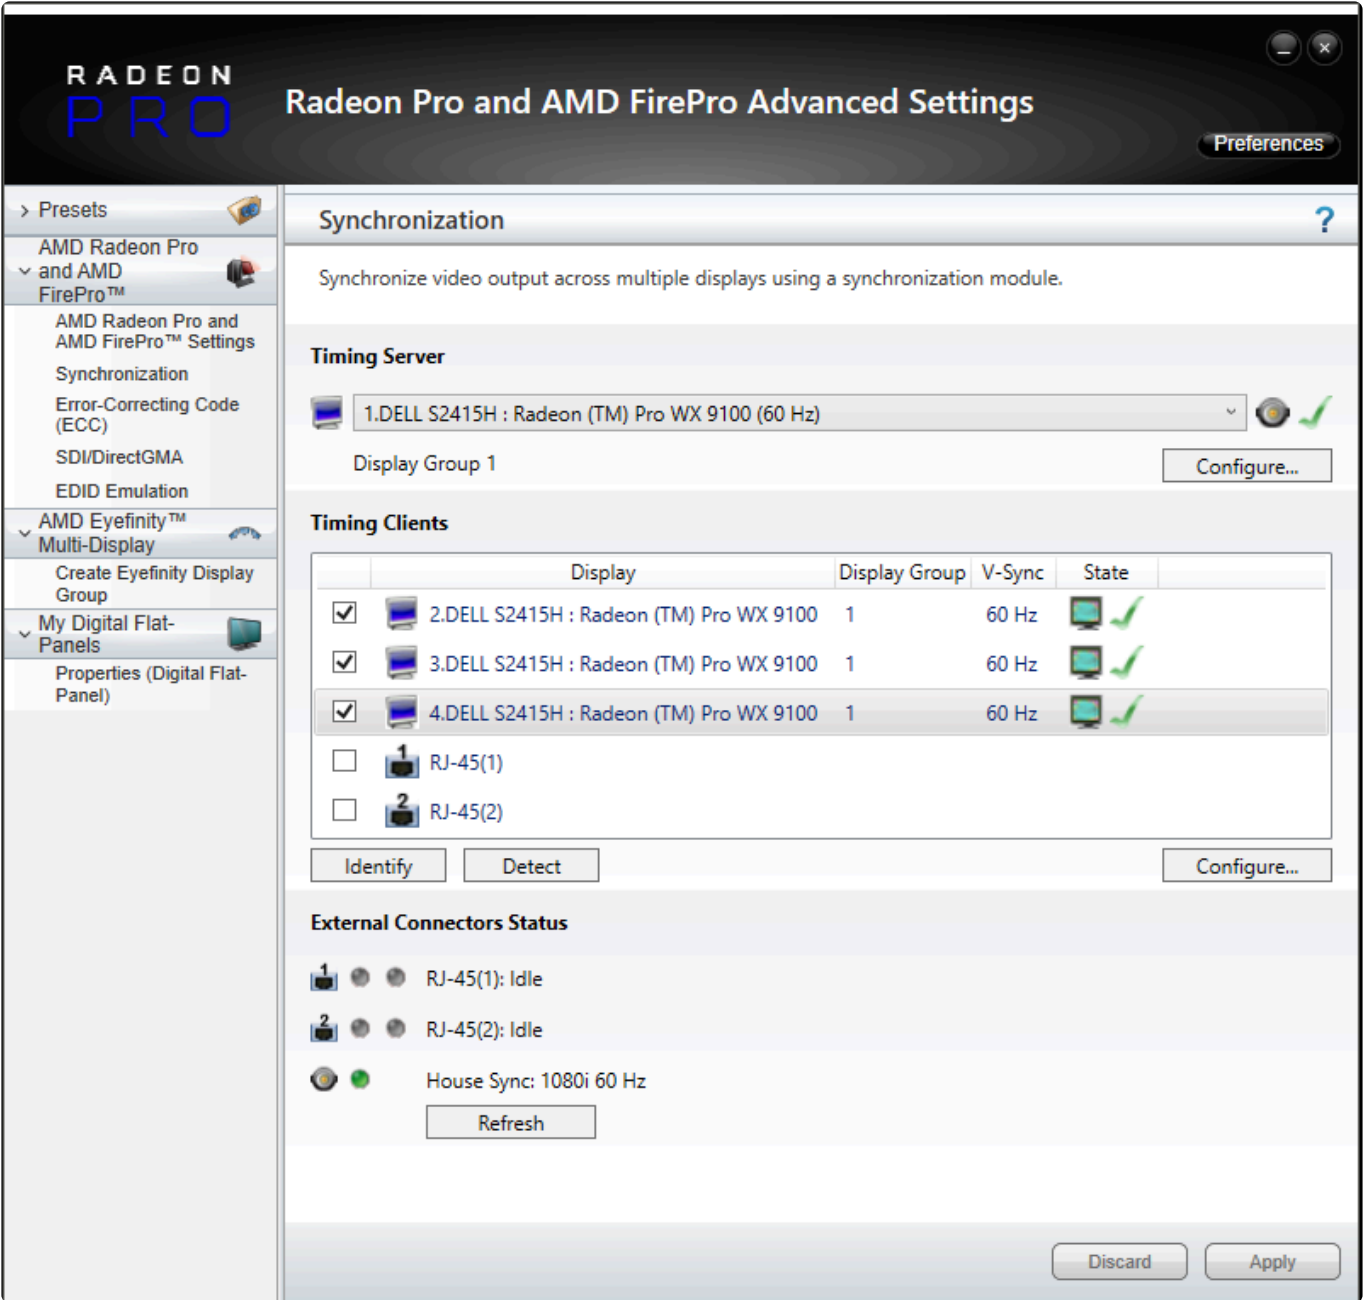 RADEON
PRO
Radeon Pro and AMD FirePro Advanced Settings
Preferences
Presets
AMD Radeon Pro
and AMD
FirePro™
AMD Radeon Pro and
AMD FirePro™ Settings
Synchronization
Error-Correcting Code
(ECC)
SDI/DirectGMA
EDID Emulation
AMD Eyefinity™
Multi-Display
Create Eyefinity Display
Group
My Digital Flat-
Panels
Properties (Digital Flat-
Panel)
Synchronization ?
Synchronize video output across multiple displays using a synchronization module.
Timing Server
1.DELL S2415H : Radeon (TM) Pro WX 9100 (60 Hz)
Display Group 1 Configure...
Timing Clients
Display Display Group V-Sync State
2.DELL S2415H : Radeon (TM) Pro WX 9100 1 60 Hz
3.DELL S2415H : Radeon (TM) Pro WX 9100 1 60 Hz
4.DELL S2415H : Radeon (TM) Pro WX 9100 1 60 Hz
1 RJ-45(1)
2 RJ-45(2)
Identify Detect Configure...
External Connectors Status
1 RJ-45(1): Idle
2 RJ-45(2): Idle
House Sync: 1080i 60 Hz
Refresh
Discard Apply